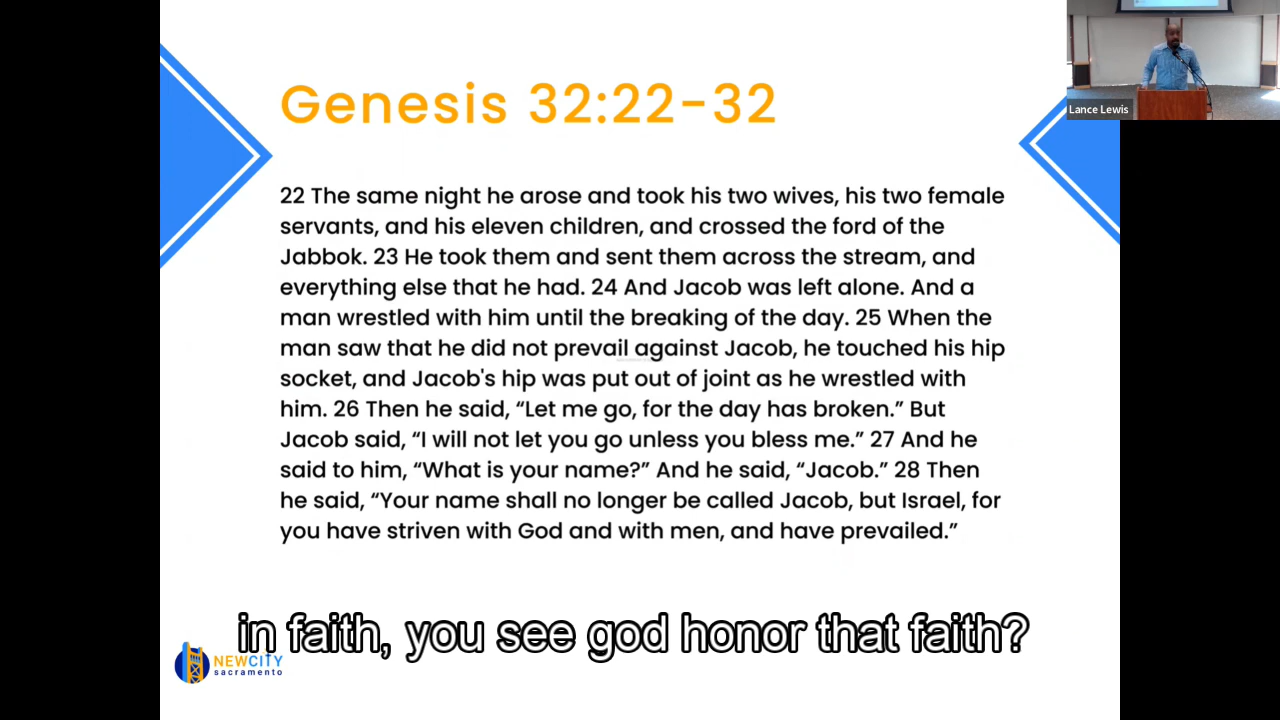 Genesis 32:22-32
Lance Lewis
22 The same night he arose and took his two wives, his two female
servants, and his eleven children, and crossed the ford of the
Jabbok. 23 He took them and sent them across the stream, and
everything else that he had. 24 And Jacob was left alone. And a
man wrestled with him until the breaking of the day. 25 When the
man saw that he did not prevail against Jacob, he touched his hip
socket, and Jacob's hip was put out of joint as he wrestled with
him. 26 Then he said, “Let me go, for the day has broken.” But
Jacob said, “I will not let you go unless you bless me.” 27 And he
said to him, “What is your name?” And he said, “Jacob.” 28 Then
he said, “Your name shall no longer be called Jacob, but Israel, for
you have striven with God and with men, and have prevailed.”
in faith, you see god honor that faith?
NEWCITY
sacramento